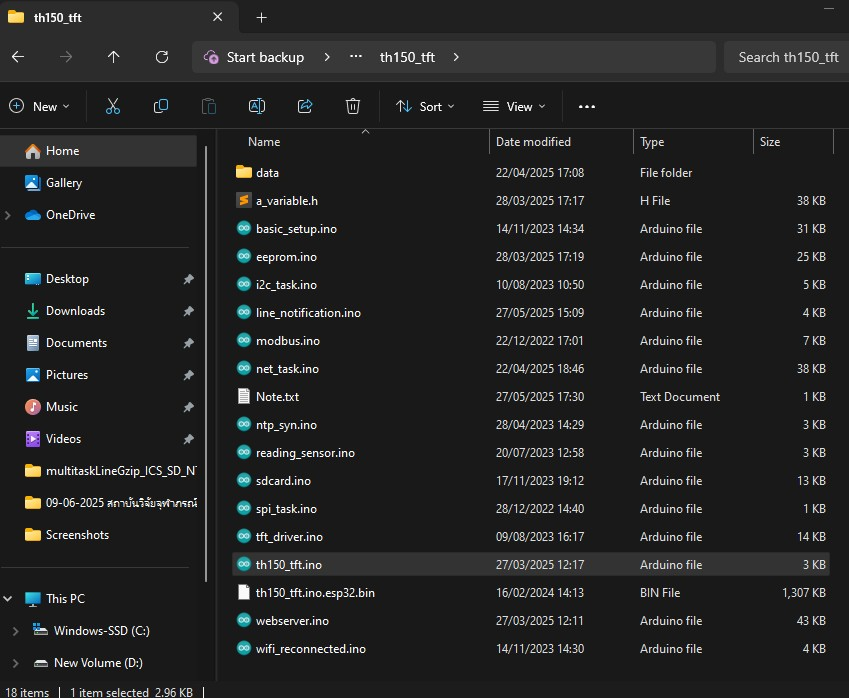 th150_tft
Start backup
th150_tft
Search th150_tft
New
Sort
View
Name Date modified Type Size
Home
Gallery
OneDrive
Desktop
Downloads
Documents
Pictures
Music
Videos
multitaskLineGzip_ICS_SD_NT
09-06-2025 สถาบันวิจัยจุฬาภรณ์
Screenshots
This PC
Windows-SSD (C:)
New Volume (D:)
data 22/04/2025 17:08 File folder
a_variable.h 28/03/2025 17:17 H File 38 KB
basic_setup.ino 14/11/2023 14:34 Arduino file 31 KB
eeprom.ino 28/03/2025 17:19 Arduino file 25 KB
i2c_task.ino 10/08/2023 10:50 Arduino file 5 KB
line_notification.ino 27/05/2025 15:09 Arduino file 4 KB
modbus.ino 22/12/2022 17:01 Arduino file 7 KB
net_task.ino 22/04/2025 18:46 Arduino file 38 KB
Note.txt 27/05/2025 17:30 Text Document 1 KB
ntp_syn.ino 28/04/2023 14:29 Arduino file 3 KB
reading_sensor.ino 20/07/2023 12:58 Arduino file 3 KB
sdcard.ino 17/11/2023 19:12 Arduino file 13 KB
spi_task.ino 28/12/2022 14:40 Arduino file 1 KB
tft_driver.ino 09/08/2023 16:17 Arduino file 14 KB
th150_tft.ino 27/03/2025 12:17 Arduino file 3 KB
th150_tft.ino.esp32.bin 16/02/2024 14:13 BIN File 1,307 KB
webserver.ino 27/03/2025 12:11 Arduino file 43 KB
wifi_reconnected.ino 14/11/2023 14:30 Arduino file 4 KB
18 items 1 item selected 2.96 KB